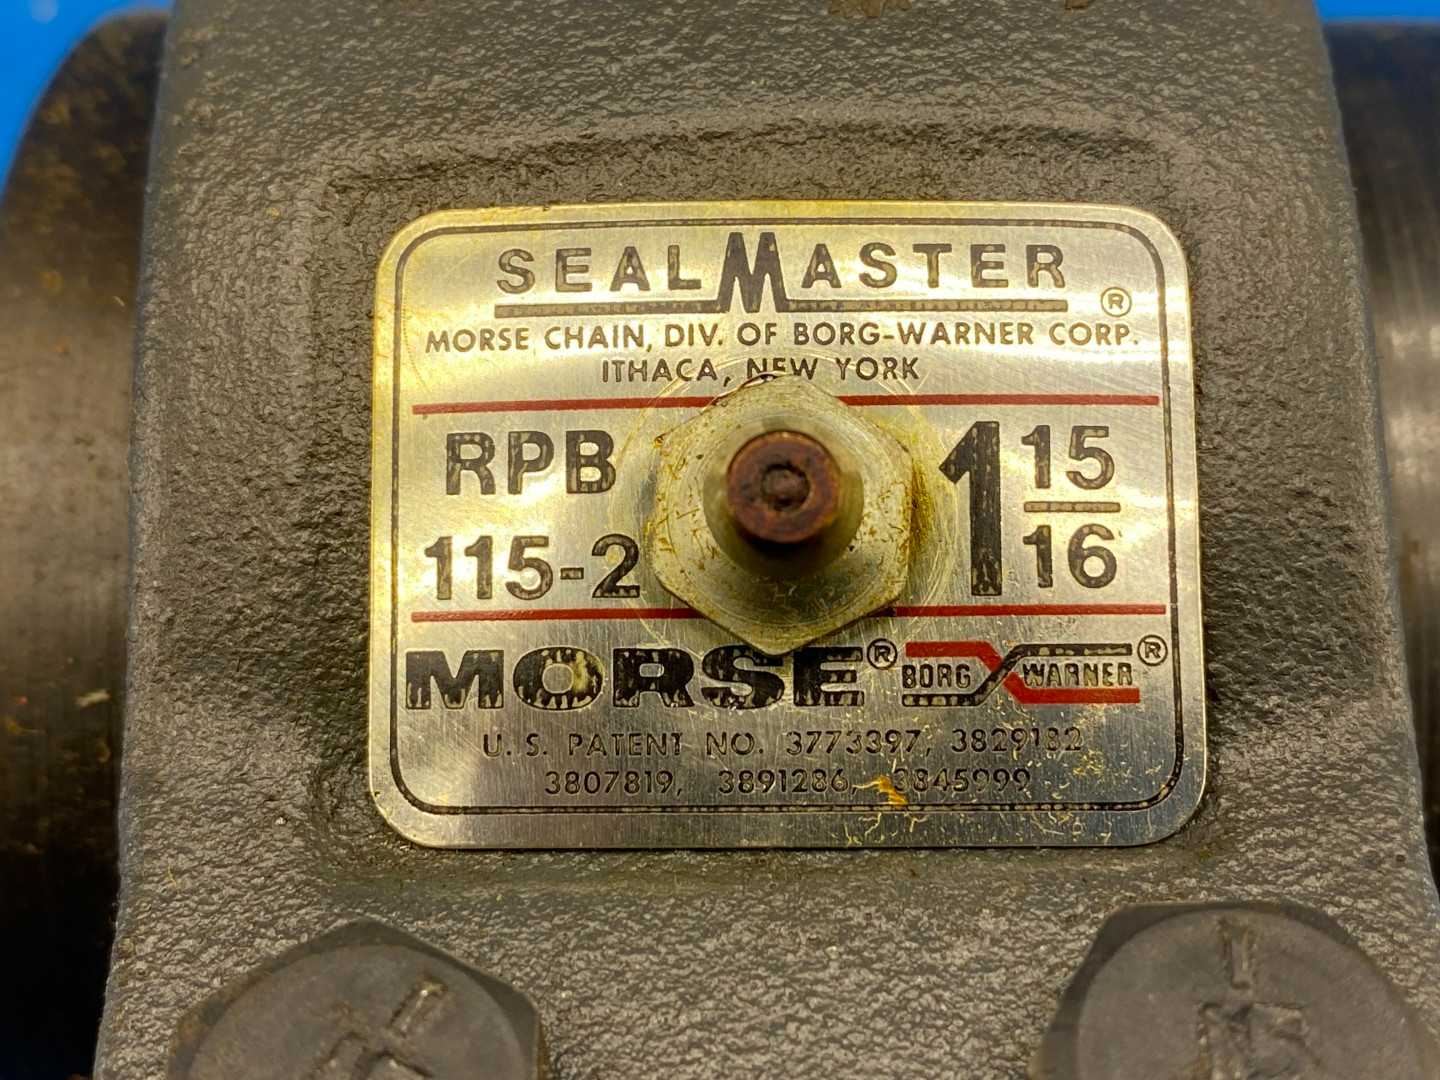 SEALMASTER ®
MORSE CHAIN, DIV. OF BORG-WARNER CORP.
ITHACA, NEW YORK
RPB 1 15/16
115-2
MORSE® BORG WARNER ®
U. S. PATENT NO. 3773397, 3829182
3807819, 3891286, 3845999